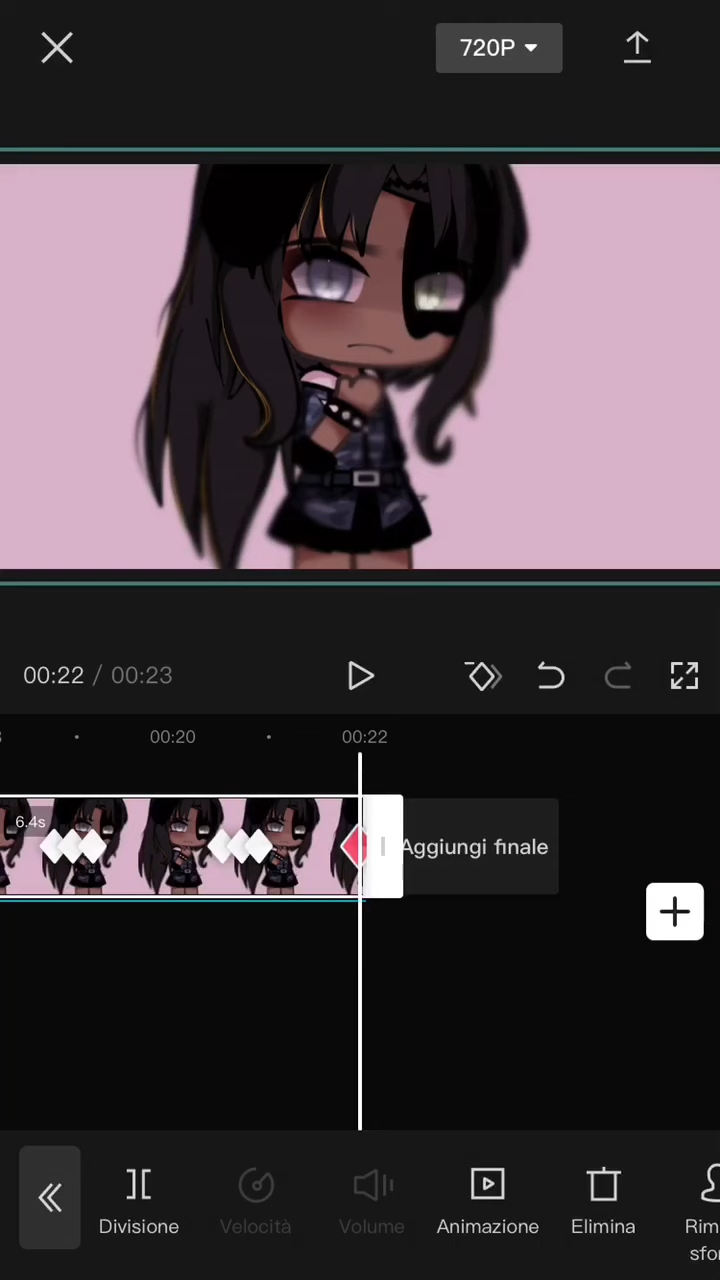 720P
00:22 / 00:23
00:20
00:22
6.4s
Aggiungi finale
Divisione
Velocità
Volume
Animazione
Elimina